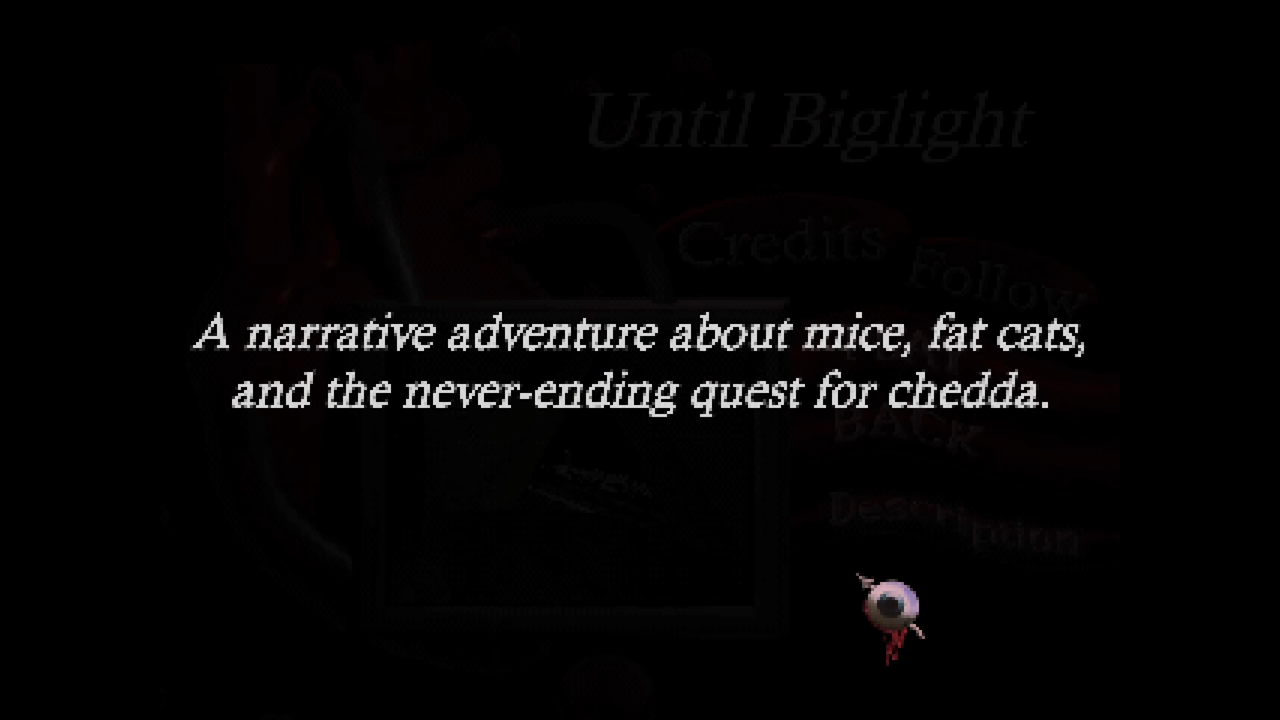 Until Biglight
Credits
Follow
A narrative adventure about mice, fat cats,
and the never-ending quest for chedda.
BACK
Description